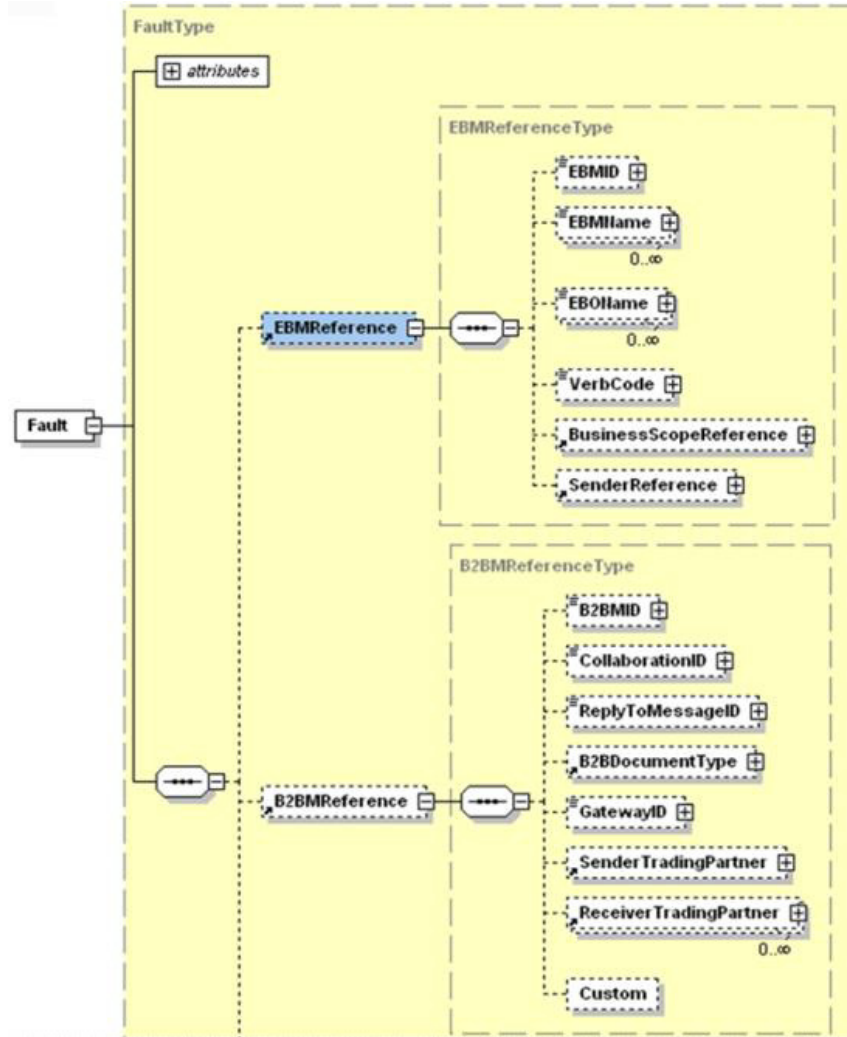 FaultType
attributes
EBMReferenceType
EBMID
EBMName
0..∞
EBOName
0..∞
EBMReference
VerbCode
BusinessScopeReference
SenderReference
Fault
B2BMReferenceType
B2BMID
CollaborationID
ReplyToMessageID
B2BDocumentType
B2BMReference
GatewayID
SenderTradingPartner
ReceiverTradingPartner
0..∞
Custom